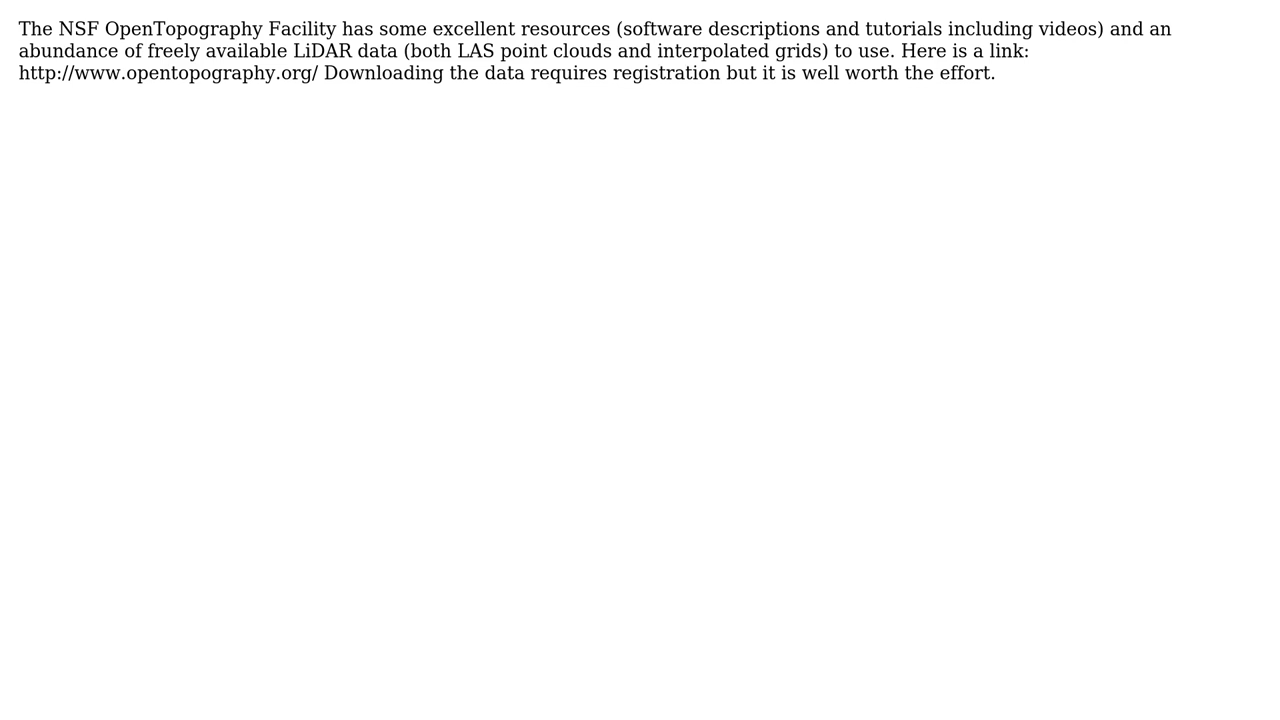 The NSF OpenTopography Facility has some excellent resources (software descriptions and tutorials including videos) and an
abundance of freely available LiDAR data (both LAS point clouds and interpolated grids) to use. Here is a link:
http://www.opentopography.org/ Downloading the data requires registration but it is well worth the effort.